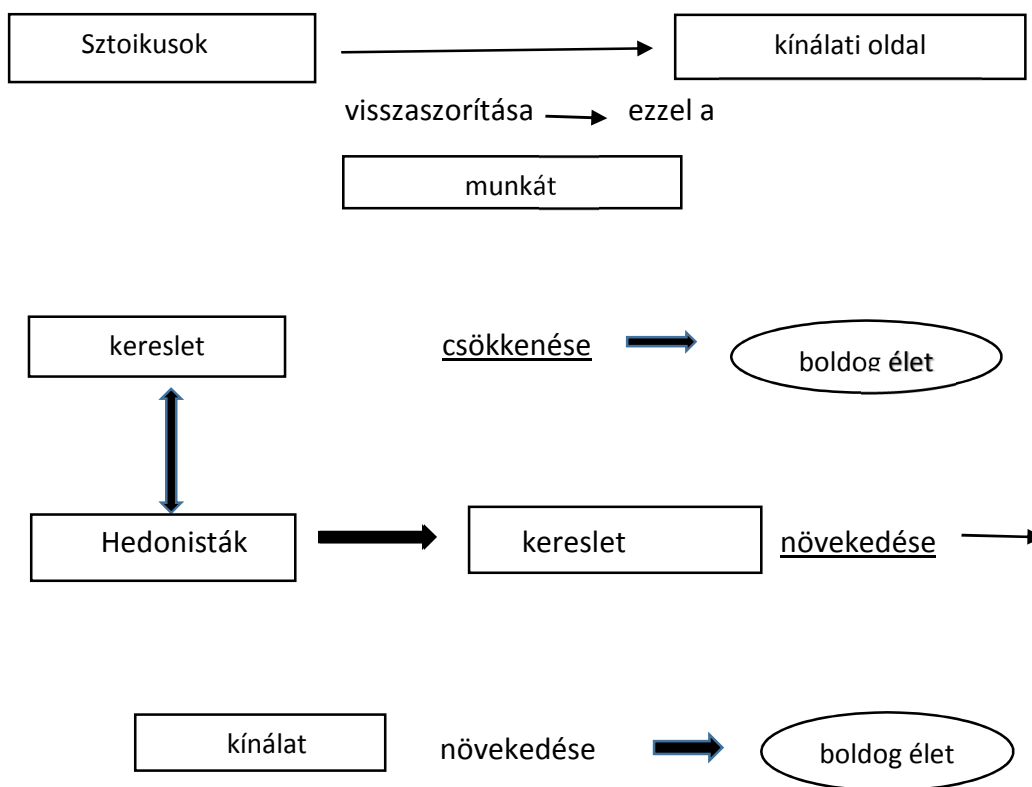 Sztoikusok kínálati oldal
visszaszorítása ezzel a
munkát
kereslet csökkenése boldog élet
Hedonisták kereslet növekedése
kínálat növekedése boldog élet